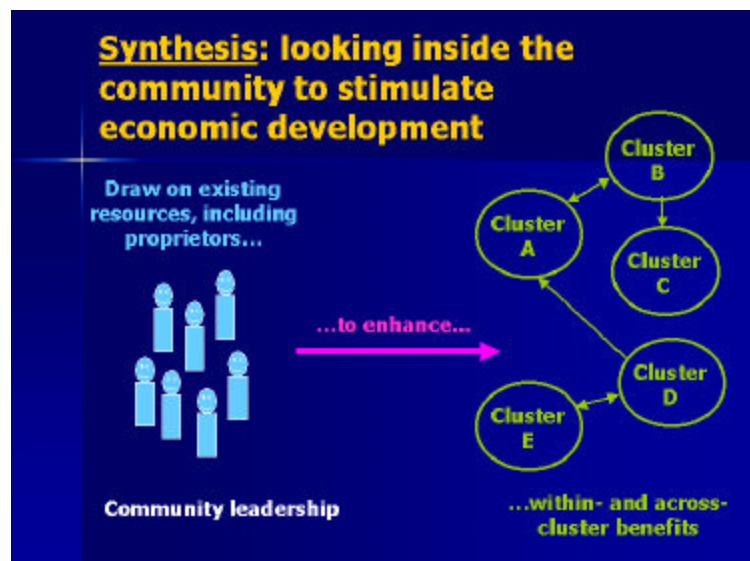 Synthesis: looking inside the
community to stimulate
economic development
Draw on existing
resources, including
proprietors...
Community leadership
...to enhance...
Cluster
B
Cluster
A
Cluster
C
Cluster
D
Cluster
E
...within- and across-
cluster benefits